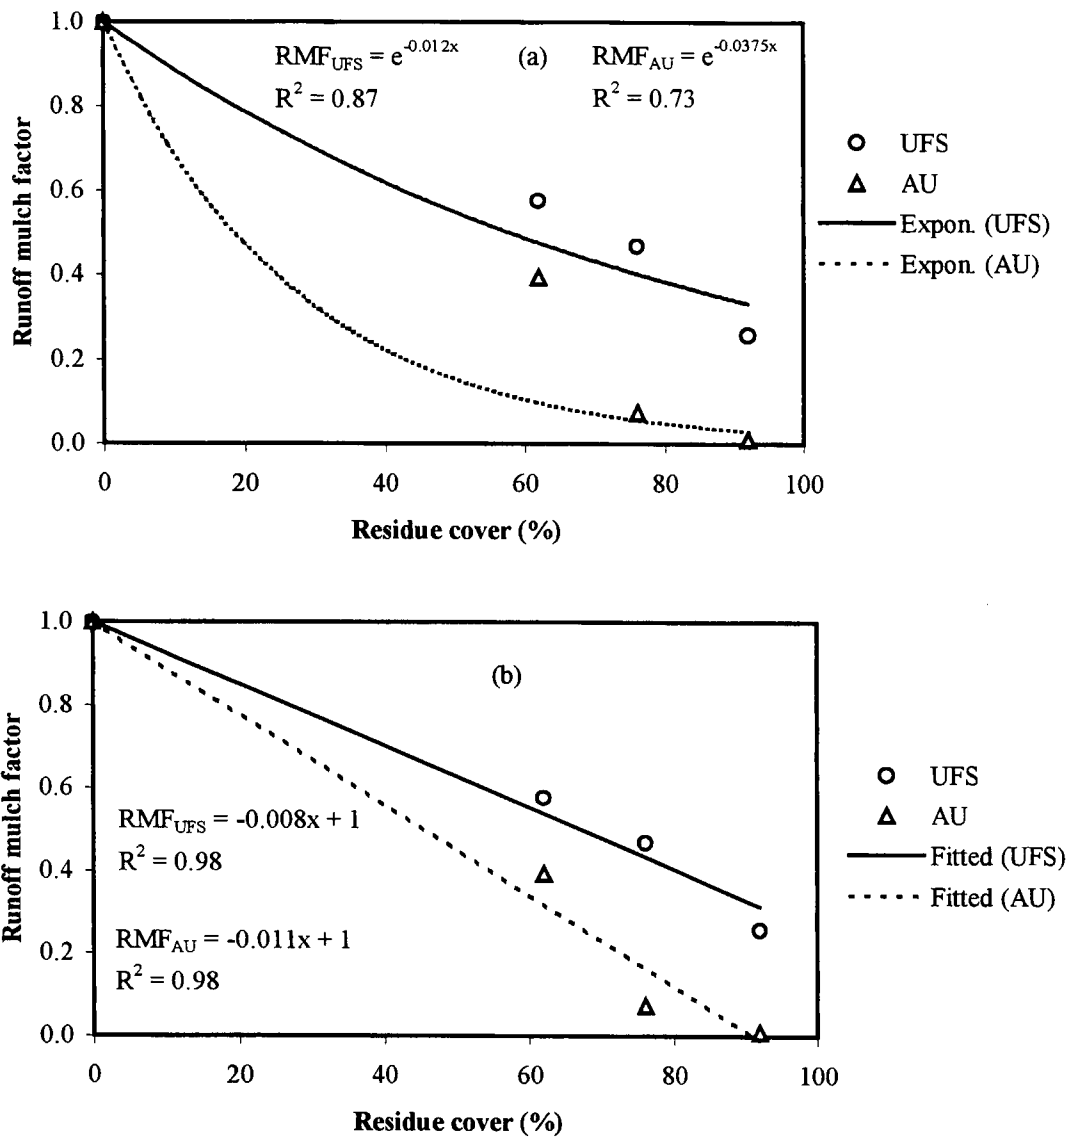 1.0
0.8
0.6
0.4
0.2
0.0
Runoff mulch factor
RMF_UFS = e^-0.012x
R² = 0.87
(a)
RMF_AU = e^-0.0375x
R² = 0.73
0 20 40 60 80 100
Residue cover (%)
UFS
AU
Expon. (UFS)
Expon. (AU)
1.0
0.8
0.6
0.4
0.2
0.0
Runoff mulch factor
(b)
RMF_UFS = -0.008x + 1
R² = 0.98
RMF_AU = -0.011x + 1
R² = 0.98
0 20 40 60 80 100
Residue cover (%)
UFS
AU
Fitted (UFS)
Fitted (AU)